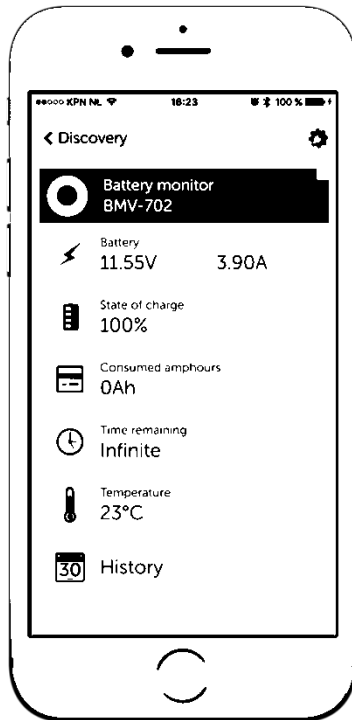 KPN NL 16:23 100 %
< Discovery
Battery monitor
BMV-702
Battery
11.55V 3.90A
State of charge
100%
Consumed amphours
0Ah
Time remaining
Infinite
Temperature
23°C
30 History